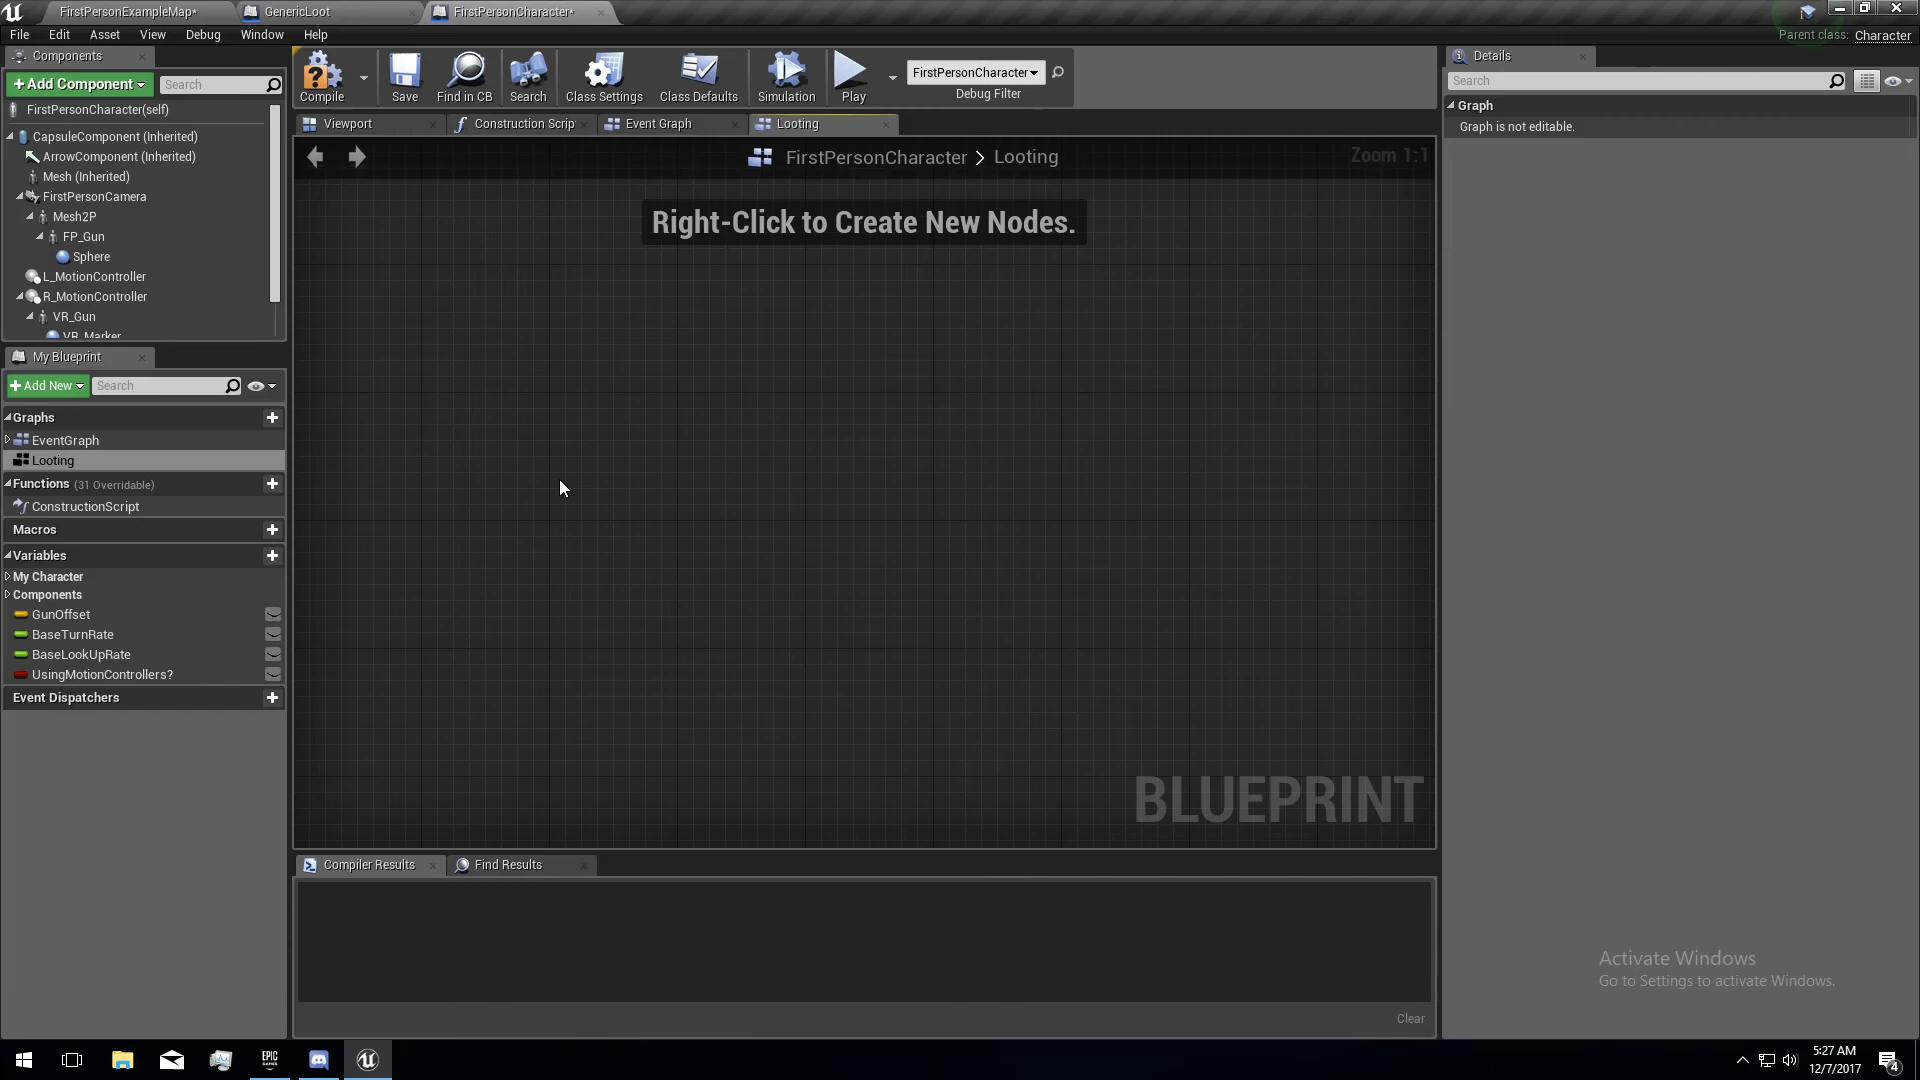 FirstPersonExampleMap*
GenericLoot
FirstPersonCharacter*
File Edit Asset View Debug Window Help
Parent class: Character
Components
+Add Component
Search
FirstPersonCharacter(self)
CapsuleComponent (Inherited)
ArrowComponent (Inherited)
Mesh (Inherited)
FirstPersonCamera
Mesh2P
FP_Gun
Sphere
L_MotionController
R_MotionController
VR_Gun
VR_Marker
My Blueprint
+Add New
Search
Graphs
EventGraph
Looting
Functions (31 Overridable)
ConstructionScript
Macros
Variables
My Character
Components
GunOffset
BaseTurnRate
BaseLookUpRate
UsingMotionControllers?
Event Dispatchers
Compile
Save
Find in CB
Search
Class Settings
Class Defaults
Simulation
Play
FirstPersonCharacter
Debug Filter
Viewport
Construction Scrip
Event Graph
Looting
FirstPersonCharacter > Looting
Zoom 1:1
Right-Click to Create New Nodes.
BLUEPRINT
Compiler Results
Find Results
Clear
Details
Search
Graph
Graph is not editable.
Activate Windows
Go to Settings to activate Windows.
EPIC
GAMES
5:27 AM
12/7/2017
4